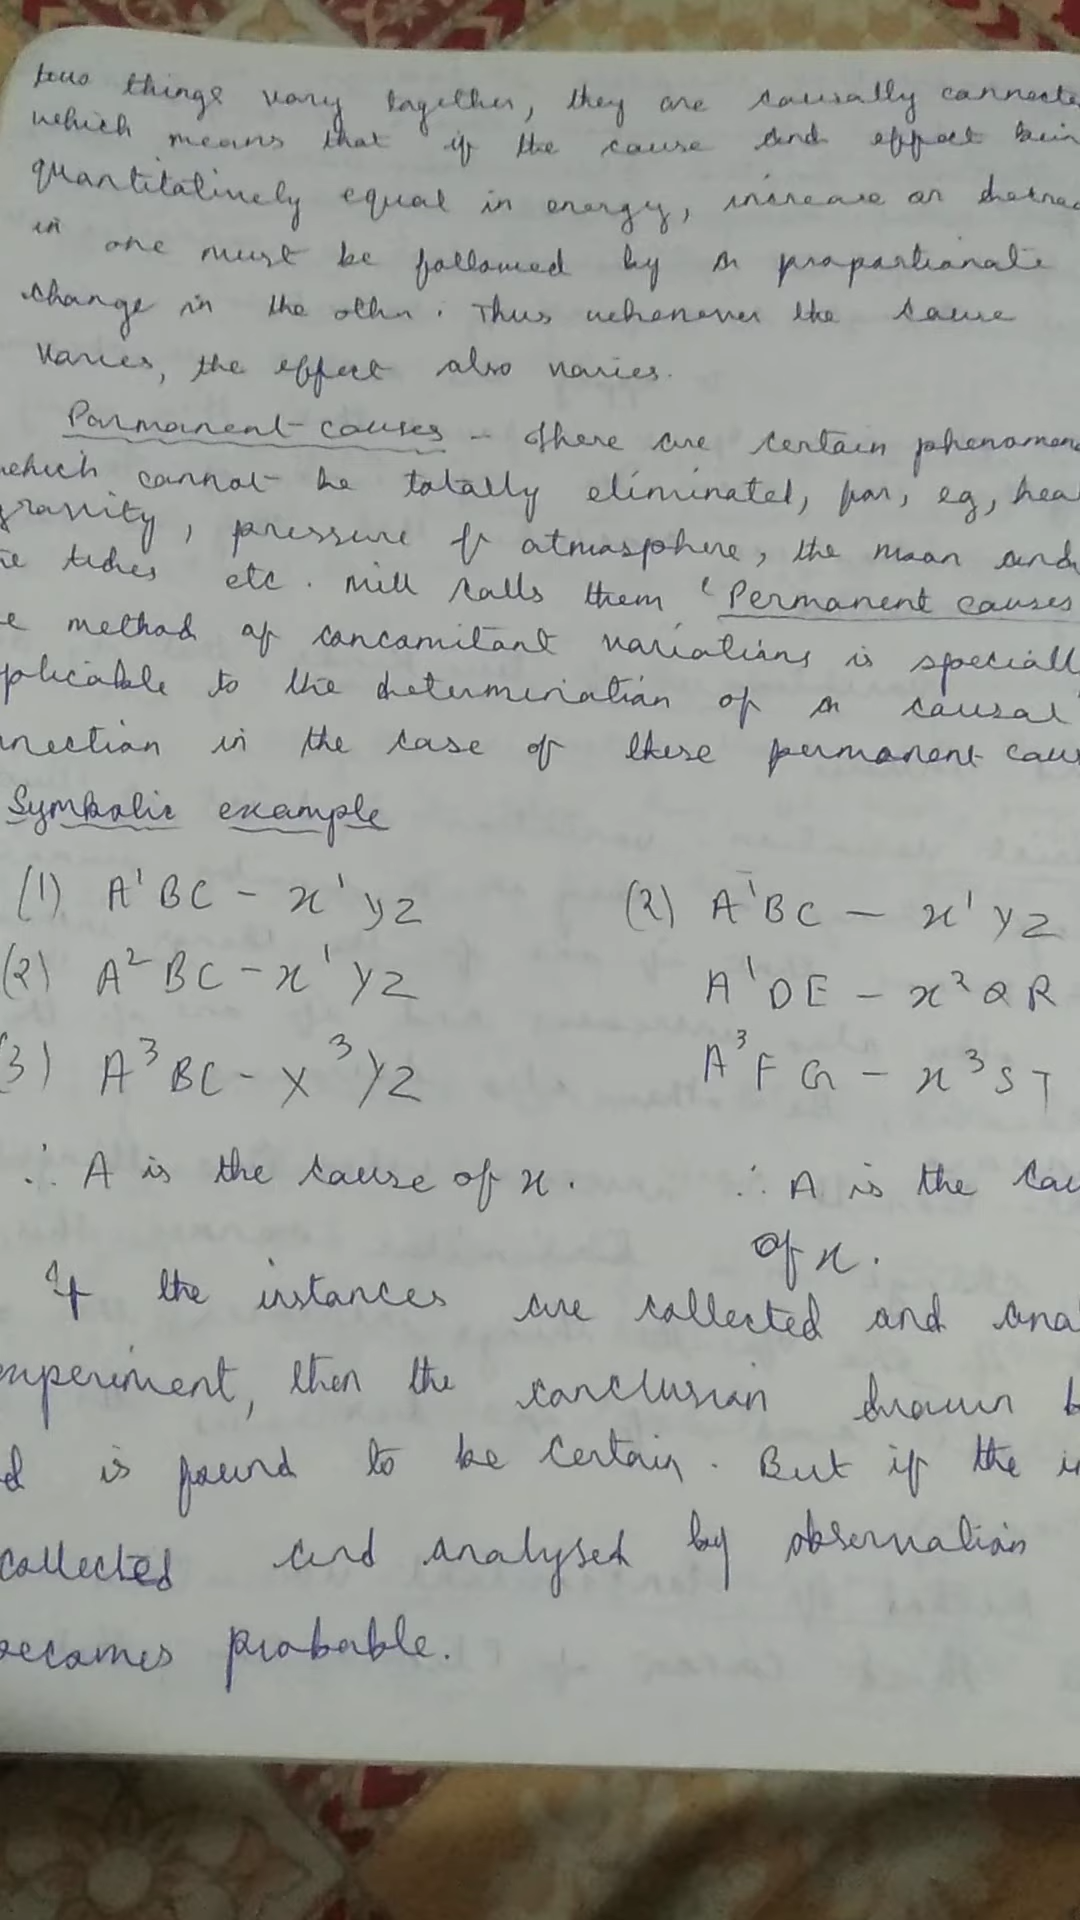 two things vary together, they are causally connecte
which means that if the cause and effect bein
quantitatively equal in energy, increase or decrea
in one must be followed by a proportionate
change in the other. Thus whenever the cause
varies, the effect also varies.
Parmanent causes - There are certain phenomena
which cannot be totally eliminated, for, eg, hea
gravity, pressure of atmosphere, the moon and
he tides etc. Mill calls them 'Permanent causes
e method of concomitant variations is speciall
plicable to the determination of a causal
nnection in the case of these permanent caus
Symbolic example
(1) A¹BC - x¹yz
(2) A²BC - x¹yz
3) A³BC - X³YZ
∴ A is the cause of x.
(2) A¹BC - x¹yz
A¹DE - x²QR
A³FG - x³ST
∴ A is the cau
of x.
If the instances are collected and ana
experiment, then the conclusion drawn b
d is found to be certain. But if the in
collected and analysed by observation
becomes probable.